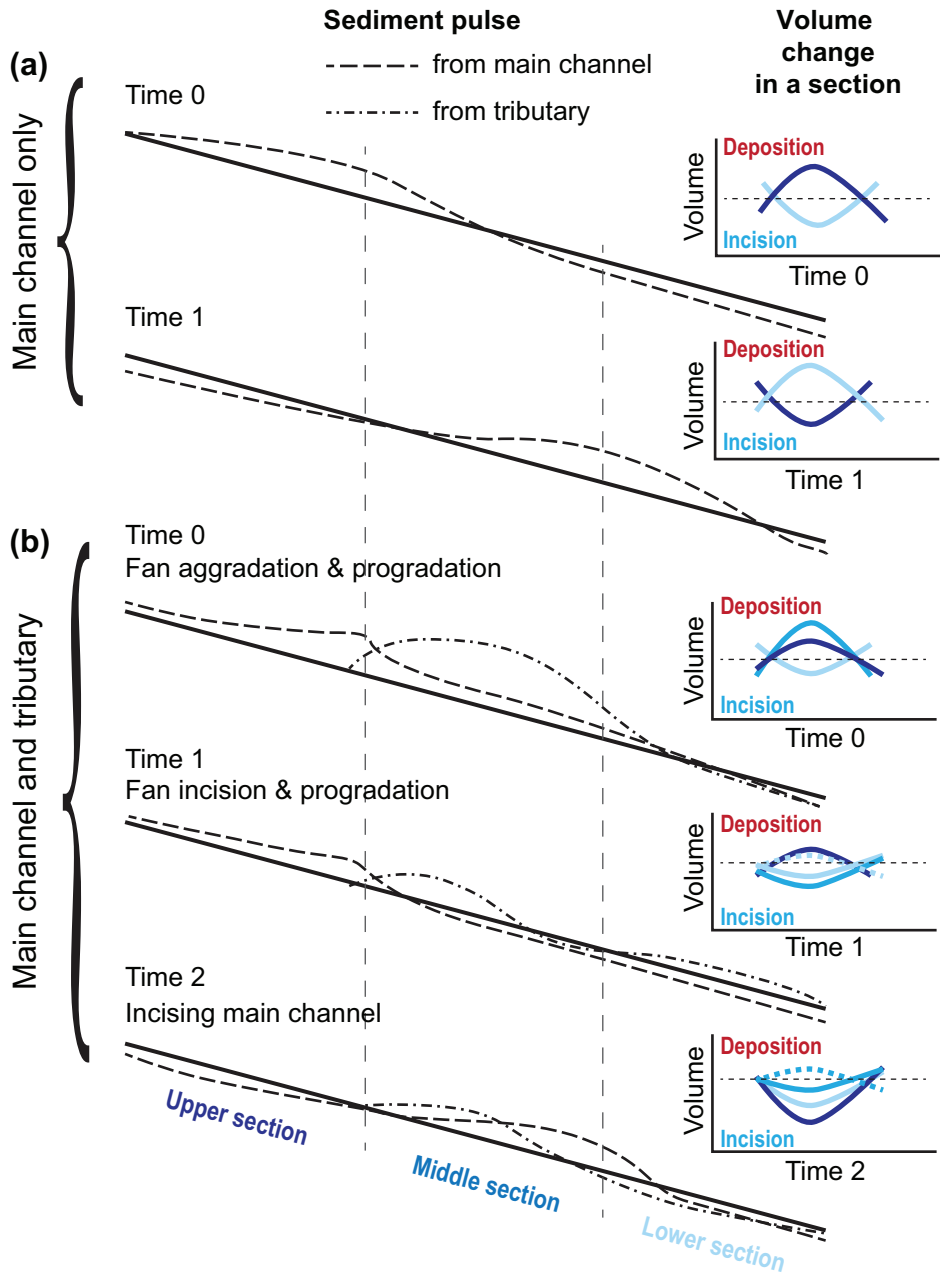 Sediment pulse
from main channel
from tributary
Volume
change
in a section
(a)
Main channel only
Time 0
Deposition
Volume
Incision
Time 0
Time 1
Deposition
Volume
Incision
Time 1
(b)
Main channel and tributary
Time 0
Fan aggradation & progradation
Deposition
Volume
Incision
Time 0
Time 1
Fan incision & progradation
Deposition
Volume
Incision
Time 1
Time 2
Incising main channel
Deposition
Volume
Incision
Time 2
Upper section
Middle section
Lower section